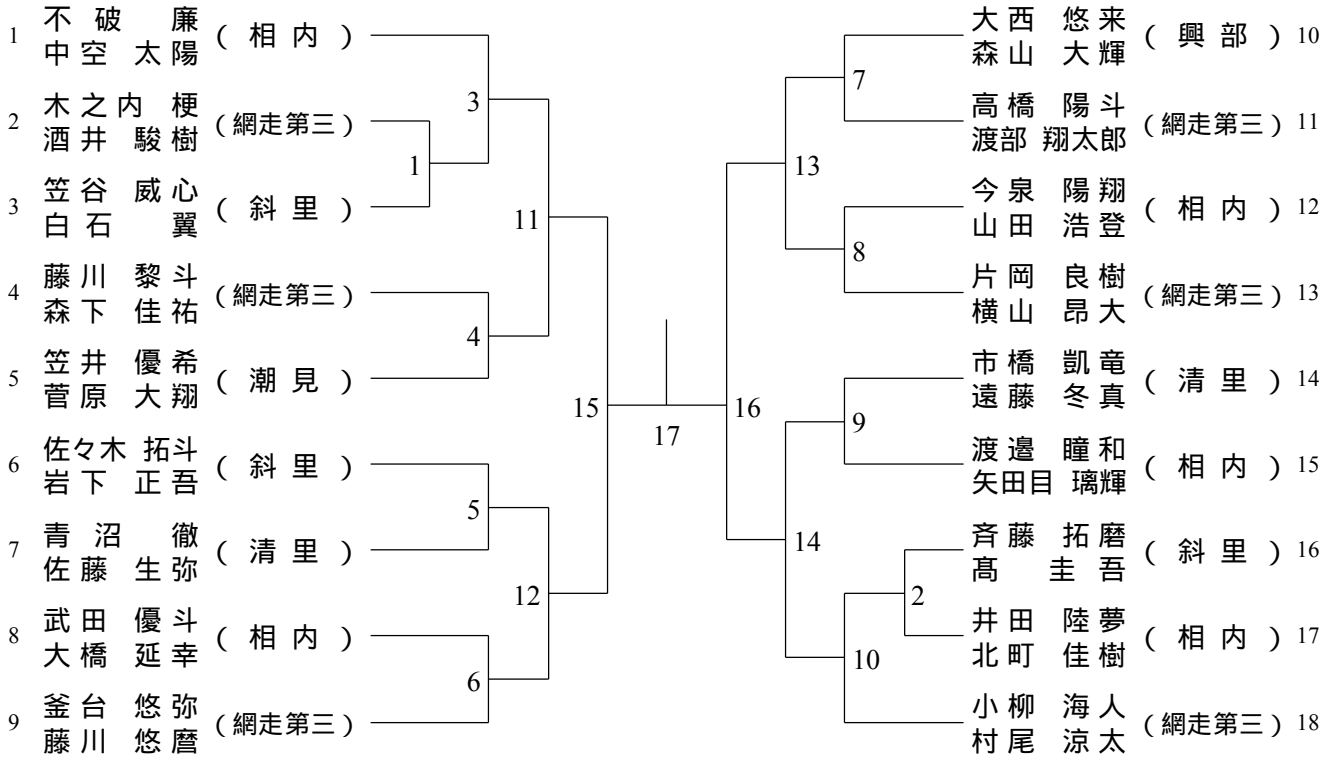 1 不破 廉 (相内)
中空 太陽
2 木之内 梗 (網走第三)
酒井 駿樹
3 笠谷 威心 (斜里)
白石 翼
4 藤川 黎斗 (網走第三)
森下 佳祐
5 笠井 優希 (潮見)
菅原 大翔
6 佐々木 拓斗 (斜里)
岩下 正吾
7 青沼 徹 (清里)
佐藤 生弥
8 武田 優斗 (相内)
大橋 延幸
9 釜台 悠弥 (網走第三)
藤川 悠麿
3
1
11
4
15
5
12
6
17
大西 悠来 (興部) 10
森山 大輝
高橋 陽斗 (網走第三) 11
渡部 翔太郎
今泉 陽翔 (相内) 12
山田 浩登
片岡 良樹 (網走第三) 13
横山 昂大
市橋 凱竜 (清里) 14
遠藤 冬真
渡邉 瞳和 (相内) 15
矢田目 璃輝
斉藤 拓磨 (斜里) 16
髙 圭吾
井田 陸夢 (相内) 17
北町 佳樹
小柳 海人 (網走第三) 18
村尾 涼太
7
13
8
16
9
14
2
10